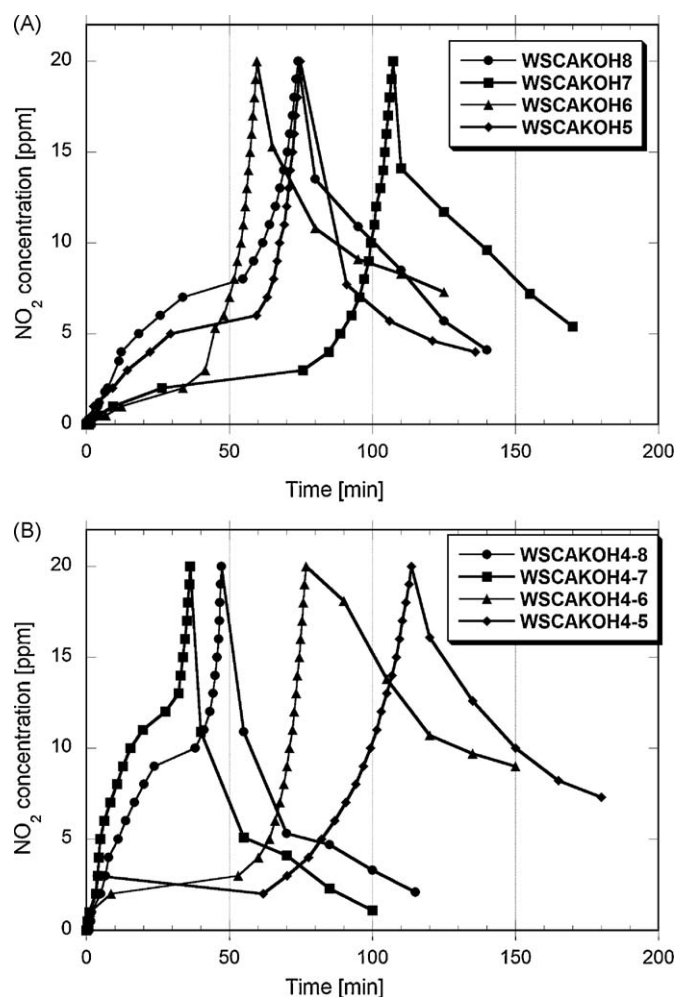 (A)
WSCAKOH8
WSCAKOH7
WSCAKOH6
WSCAKOH5
20
15
10
5
0
NO2 concentration [ppm]
0 50 100 150 200
Time [min]
(B)
WSCAKOH4-8
WSCAKOH4-7
WSCAKOH4-6
WSCAKOH4-5
20
15
10
5
0
NO2 concentration [ppm]
0 50 100 150 200
Time [min]